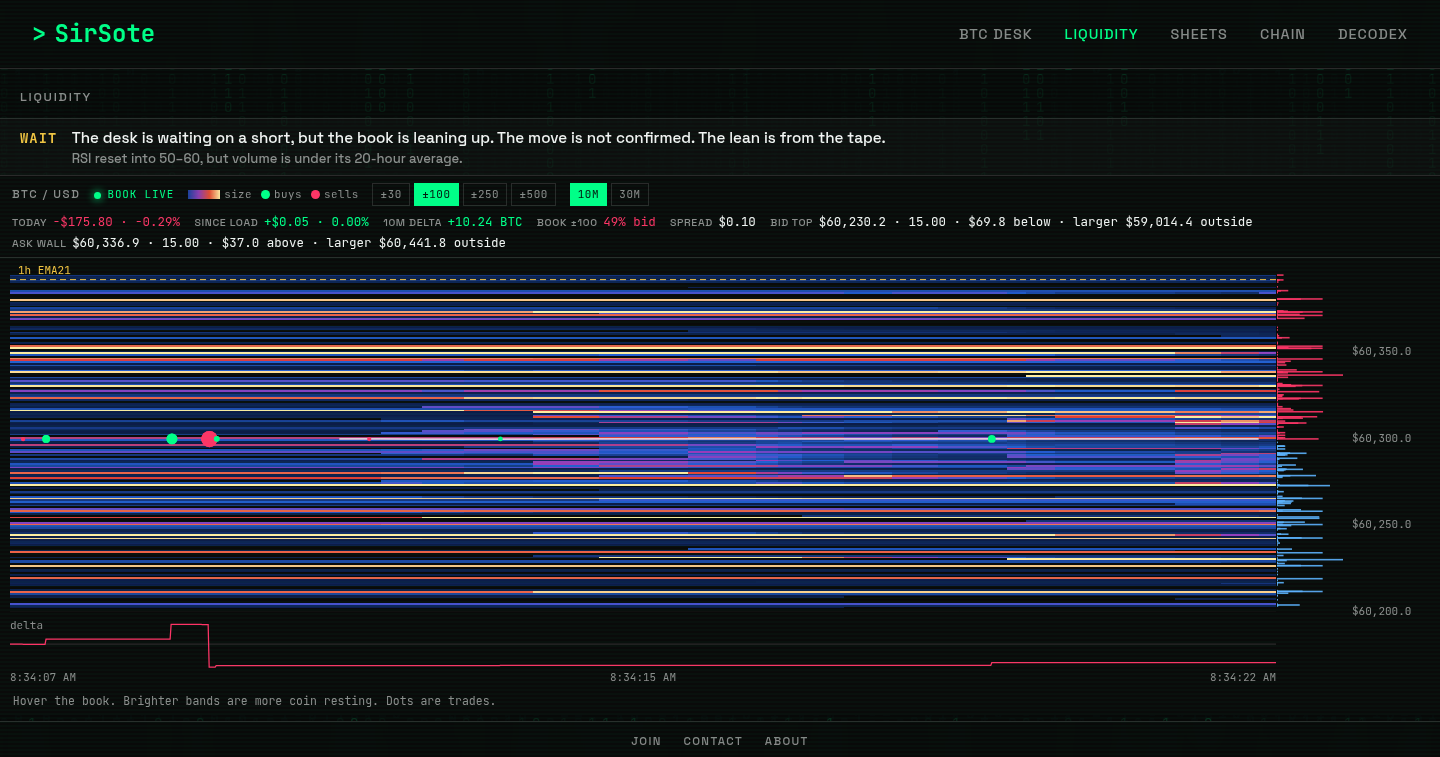 > SirSote
BTC DESK LIQUIDITY SHEETS CHAIN DECODEX
LIQUIDITY
WAIT The desk is waiting on a short, but the book is leaning up. The move is not confirmed. The lean is from the tape.
RSI reset into 50–60, but volume is under its 20-hour average.
BTC / USD BOOK LIVE size buys sells ±30 ±100 ±250 ±500 10M 30M
TODAY -$175.80 · -0.29% SINCE LOAD +$0.05 · 0.00% 10M DELTA +10.24 BTC BOOK ±100 49% bid SPREAD $0.10 BID TOP $60,230.2 · 15.00 · $69.8 below · larger $59,014.4 outside
ASK WALL $60,336.9 · 15.00 · $37.0 above · larger $60,441.8 outside
1h EMA21
$60,350.0
$60,300.0
$60,250.0
$60,200.0
delta
8:34:07 AM 8:34:15 AM 8:34:22 AM
Hover the book. Brighter bands are more coin resting. Dots are trades.
JOIN CONTACT ABOUT